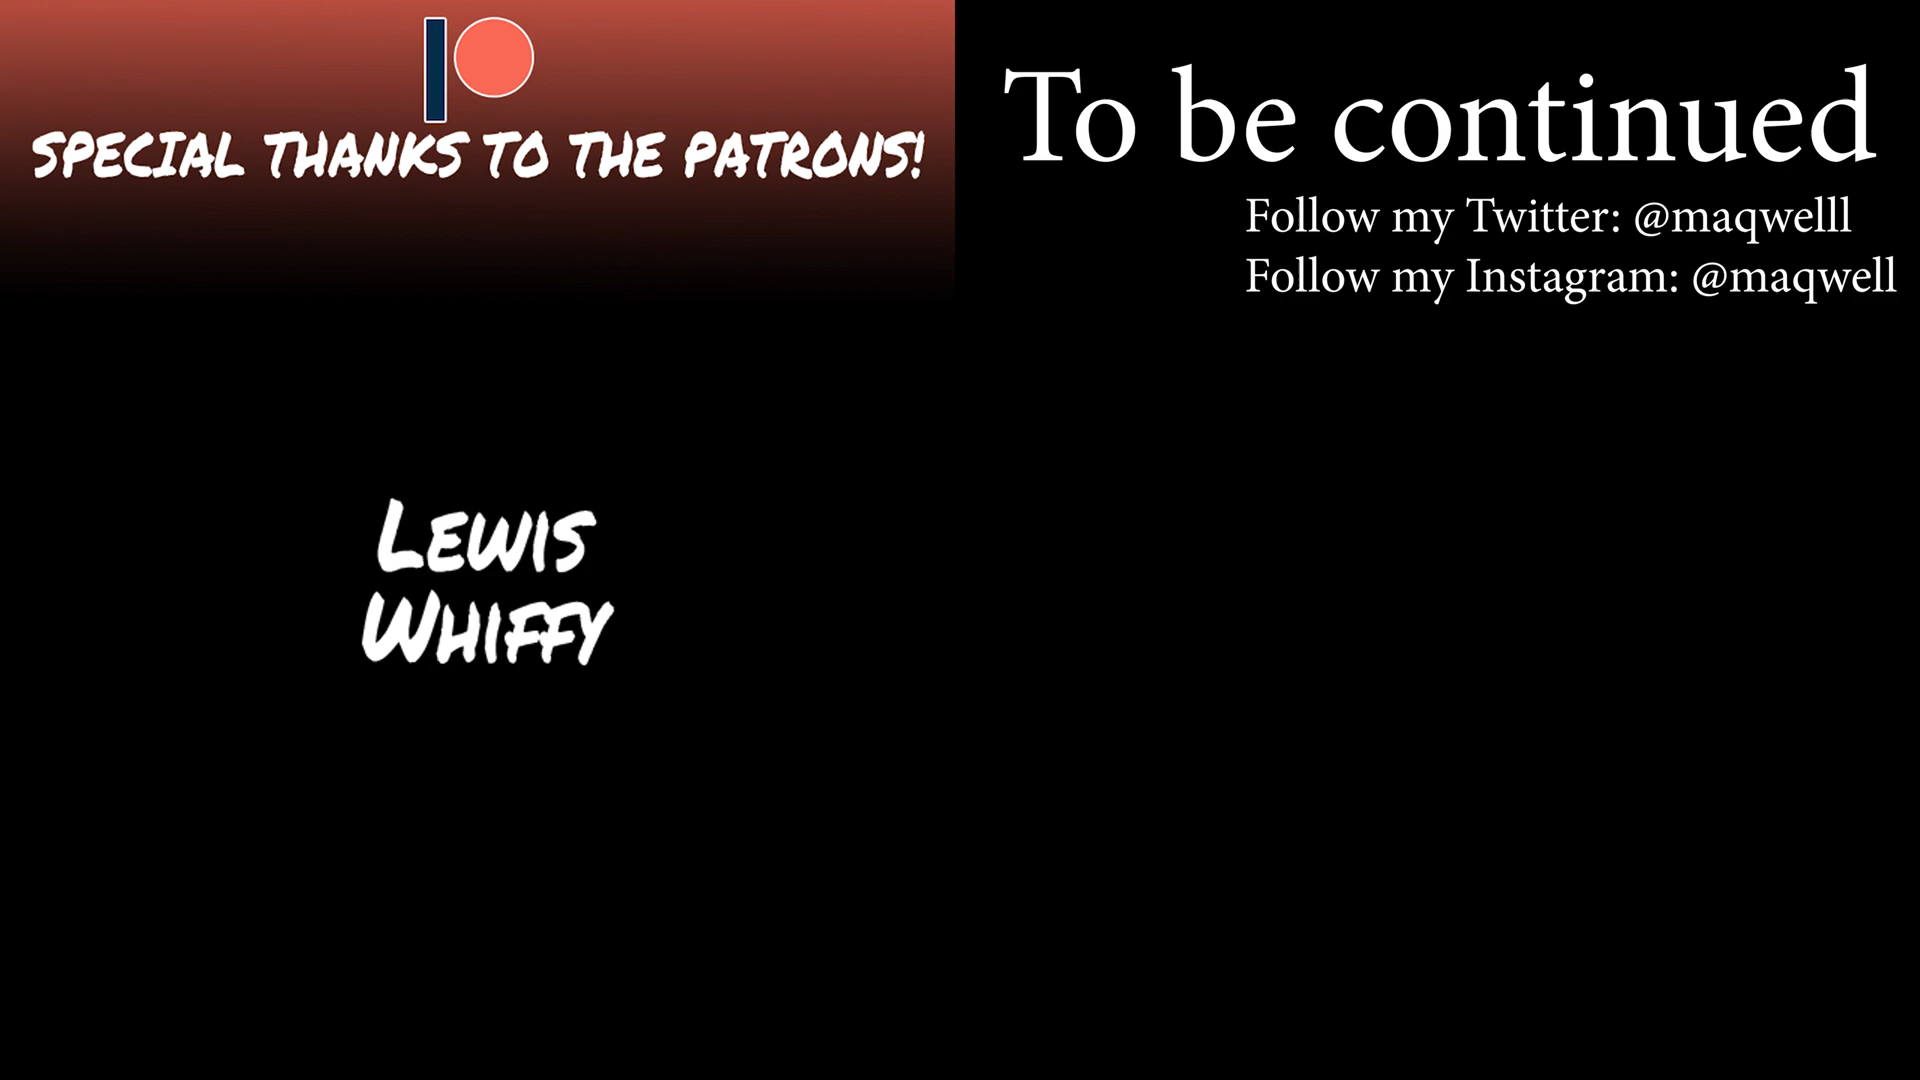 SPECIAL THANKS TO THE PATRONS!
LEWIS
WHIFFY
To be continued
Follow my Twitter: @maqwelll
Follow my Instagram: @maqwell